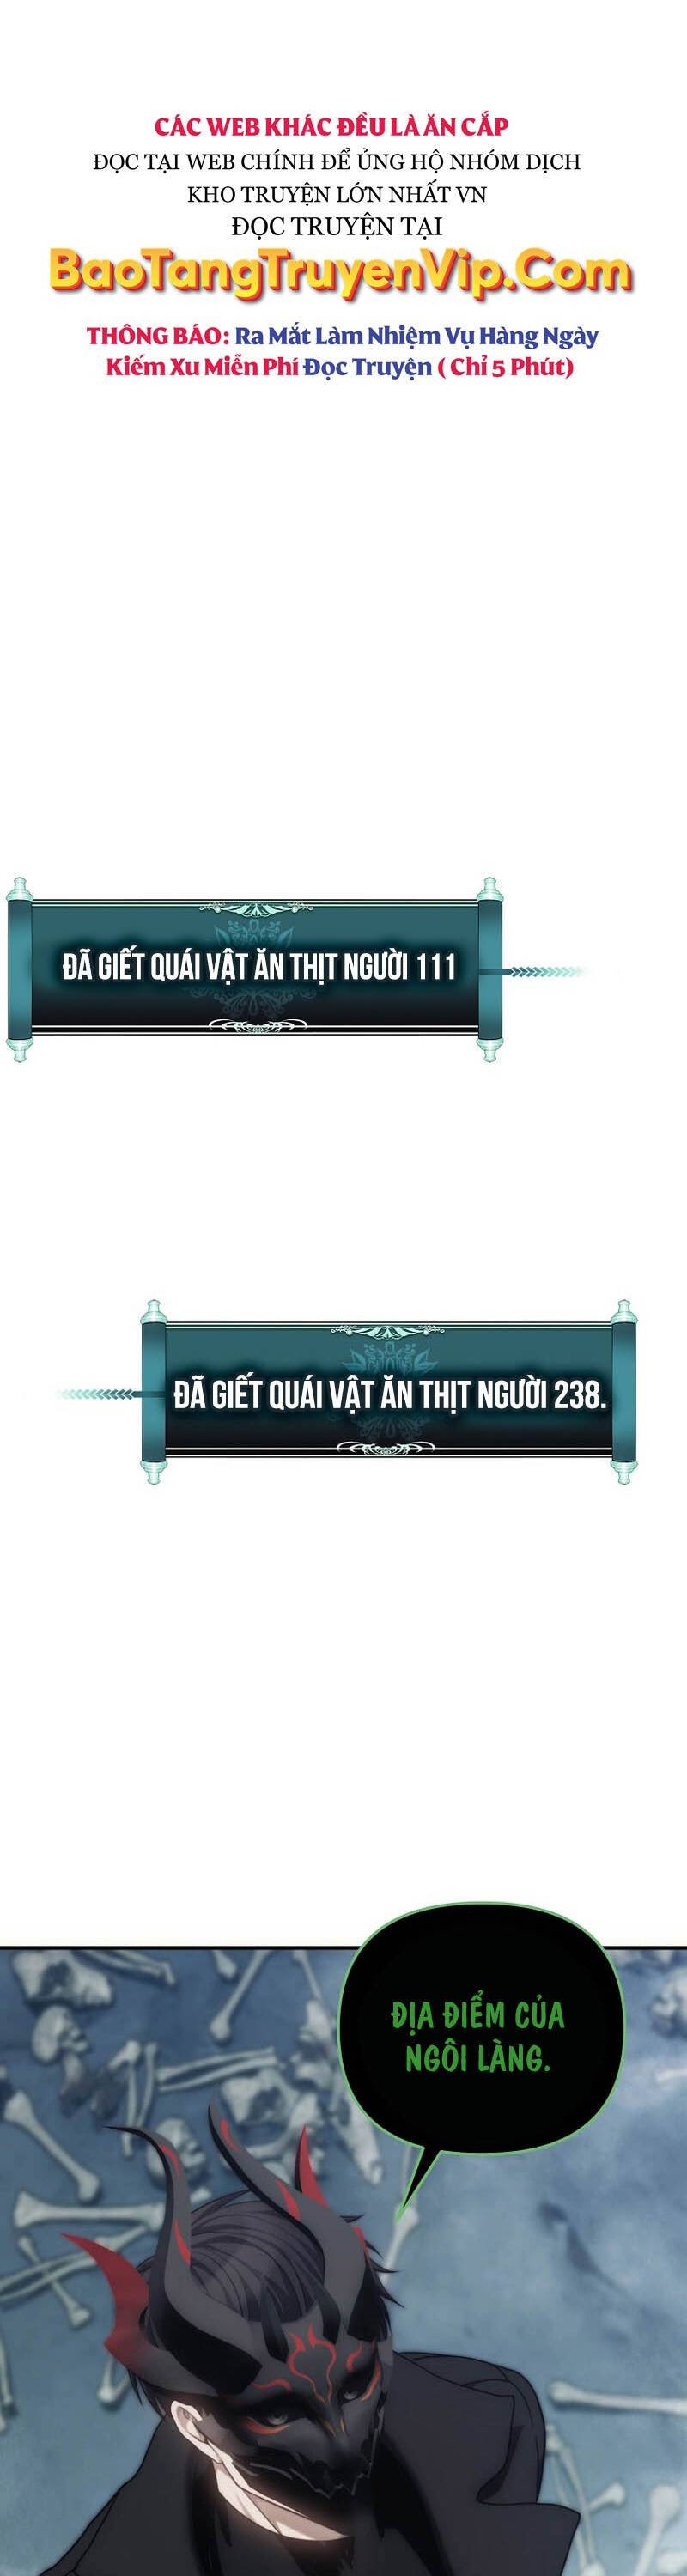 CÁC WEB KHÁC ĐỀU LÀ ĂN CẮP
ĐỌC TẠI WEB CHÍNH ĐỂ ỦNG HỘ NHÓM DỊCH
KHO TRUYỆN LỚN NHẤT VN
ĐỌC TRUYỆN TẠI
BaoTangTruyenVip.Com
THÔNG BÁO: Ra Mắt Làm Nhiệm Vụ Hàng Ngày
Kiếm Xu Miễn Phí Đọc Truyện ( Chỉ 5 Phút)
ĐÃ GIẾT QUÁI VẬT ĂN THỊT NGƯỜI 111
ĐÃ GIẾT QUÁI VẬT ĂN THỊT NGƯỜI 238.
ĐỊA ĐIỂM CỦA
NGÔI LÀNG.